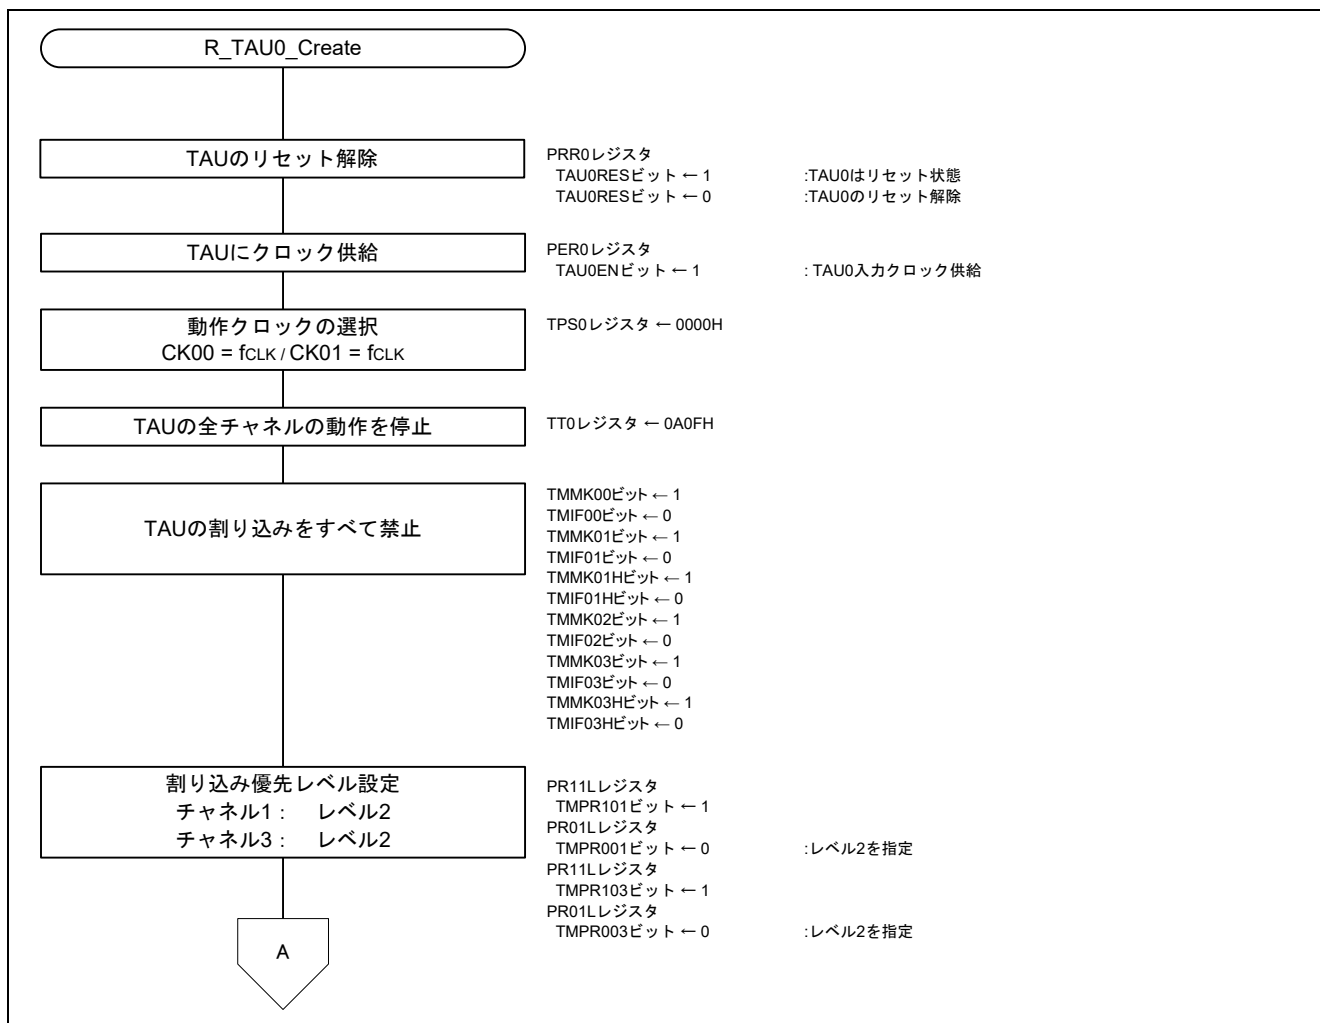 R_TAU0_Create
TAUのリセット解除
PRR0レジスタ
TAU0RESビット ← 1 :TAU0はリセット状態
TAU0RESビット ← 0 :TAU0のリセット解除
TAUにクロック供給
PER0レジスタ
TAU0ENビット ← 1 : TAU0入力クロック供給
動作クロックの選択
CK00 = fCLK / CK01 = fCLK
TPS0レジスタ ← 0000H
TAUの全チャネルの動作を停止
TT0レジスタ ← 0A0FH
TAUの割り込みをすべて禁止
TMMK00ビット ← 1
TMIF00ビット ← 0
TMMK01ビット ← 1
TMIF01ビット ← 0
TMMK01Hビット ← 1
TMIF01Hビット ← 0
TMMK02ビット ← 1
TMIF02ビット ← 0
TMMK03ビット ← 1
TMIF03ビット ← 0
TMMK03Hビット ← 1
TMIF03Hビット ← 0
割り込み優先レベル設定
チャネル1 : レベル2
チャネル3 : レベル2
PR11Lレジスタ
TMPR101ビット ← 1
PR01Lレジスタ
TMPR001ビット ← 0 :レベル2を指定
PR11Lレジスタ
TMPR103ビット ← 1
PR01Lレジスタ
TMPR003ビット ← 0 :レベル2を指定
A